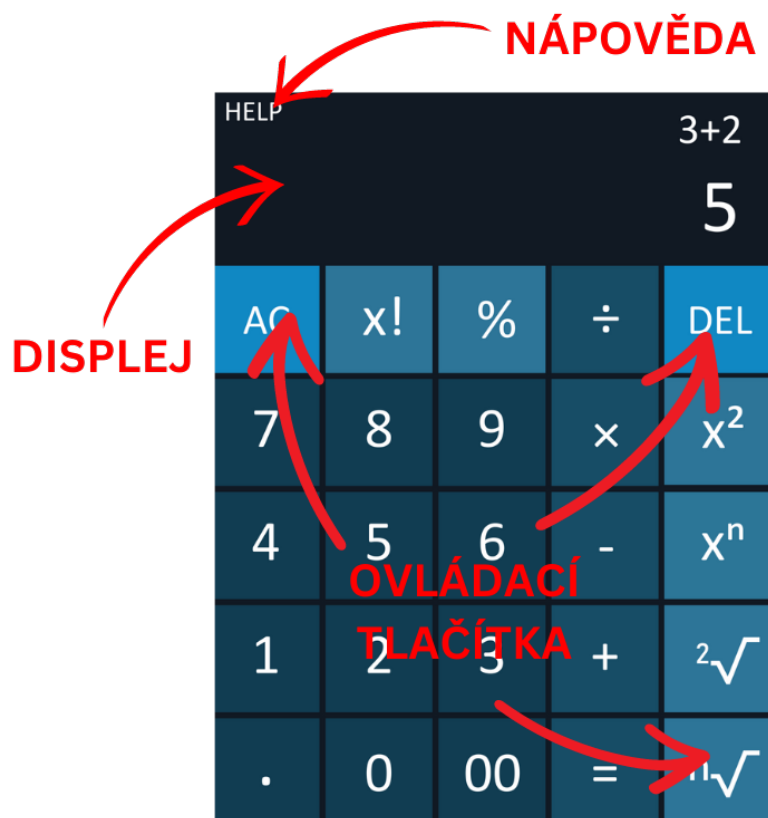 NÁPOVĚDA
HELP
3+2
5
DISPLEJ
AC x! % ÷ DEL
7 8 9 × x²
4 5 6 - xⁿ
OVLÁDACÍ
TLAČÍTKA
1 2 3 + ²√
. 0 00 = ⁿ√